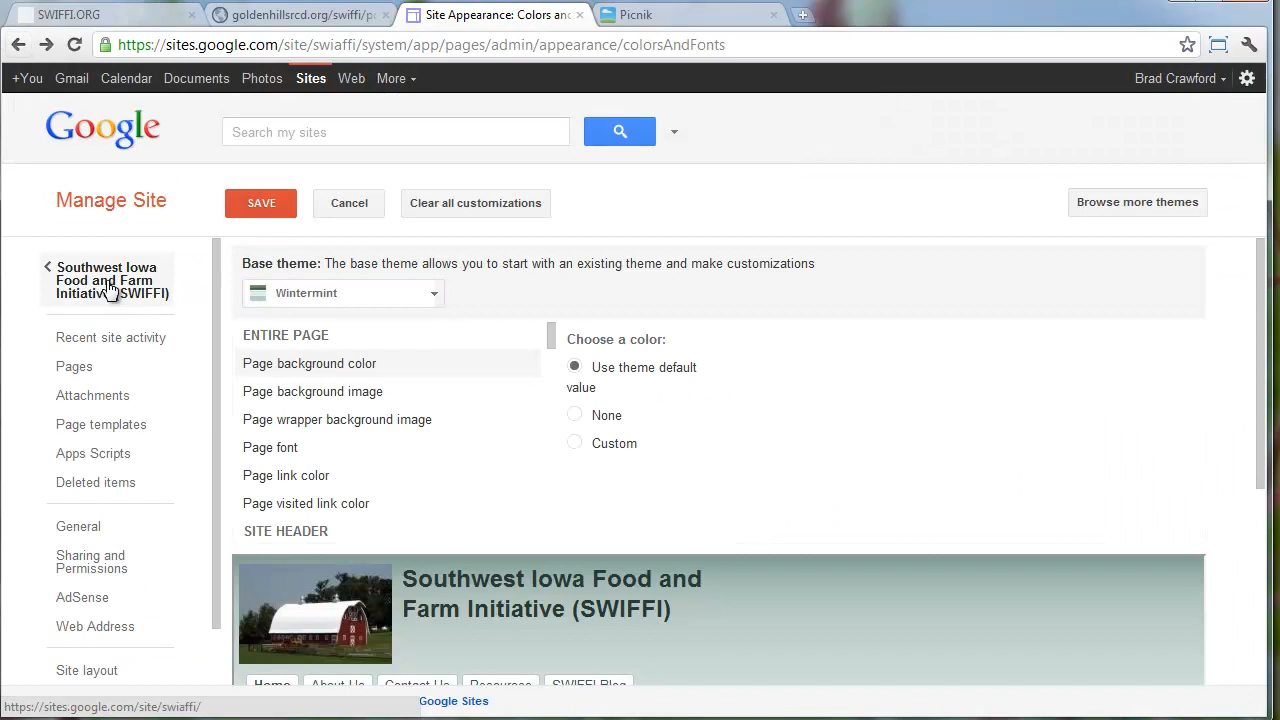 SWIFFI.ORG
goldenhillsrcd.org/swiffi/p
Site Appearance: Colors an
Picnik
https://sites.google.com/site/swiaffi/system/app/pages/admin/appearance/colorsAndFonts
+You Gmail Calendar Documents Photos Sites Web More
Brad Crawford
Google
Search my sites
Manage Site
SAVE
Cancel
Clear all customizations
Browse more themes
Southwest Iowa
Food and Farm
Initiative (SWIFFI)
Recent site activity
Pages
Attachments
Page templates
Apps Scripts
Deleted items
General
Sharing and
Permissions
AdSense
Web Address
Site layout
Base theme: The base theme allows you to start with an existing theme and make customizations
Wintermint
ENTIRE PAGE
Page background color
Page background image
Page wrapper background image
Page font
Page link color
Page visited link color
SITE HEADER
Choose a color:
Use theme default
value
None
Custom
Southwest Iowa Food and
Farm Initiative (SWIFFI)
Home About Us Contact Us Resources SWIFFI Blog
https://sites.google.com/site/swiaffi/
Google Sites